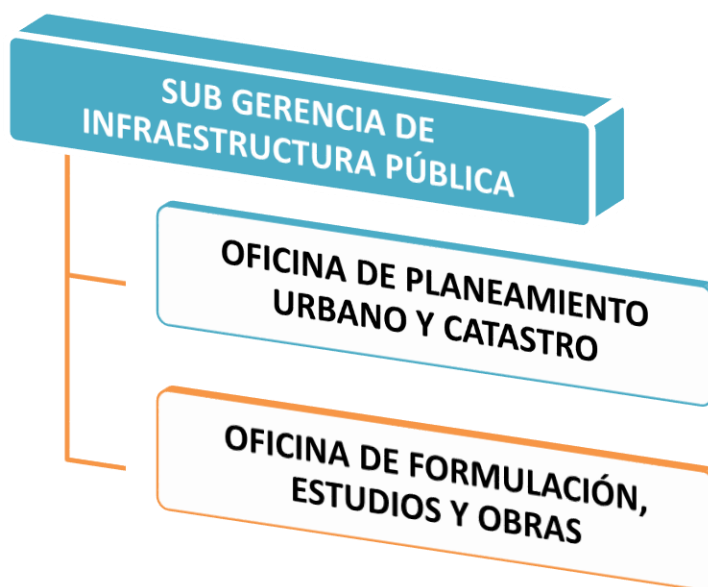 SUB GERENCIA DE
INFRAESTRUCTURA PÚBLICA
OFICINA DE PLANEAMIENTO
URBANO Y CATASTRO
OFICINA DE FORMULACIÓN,
ESTUDIOS Y OBRAS